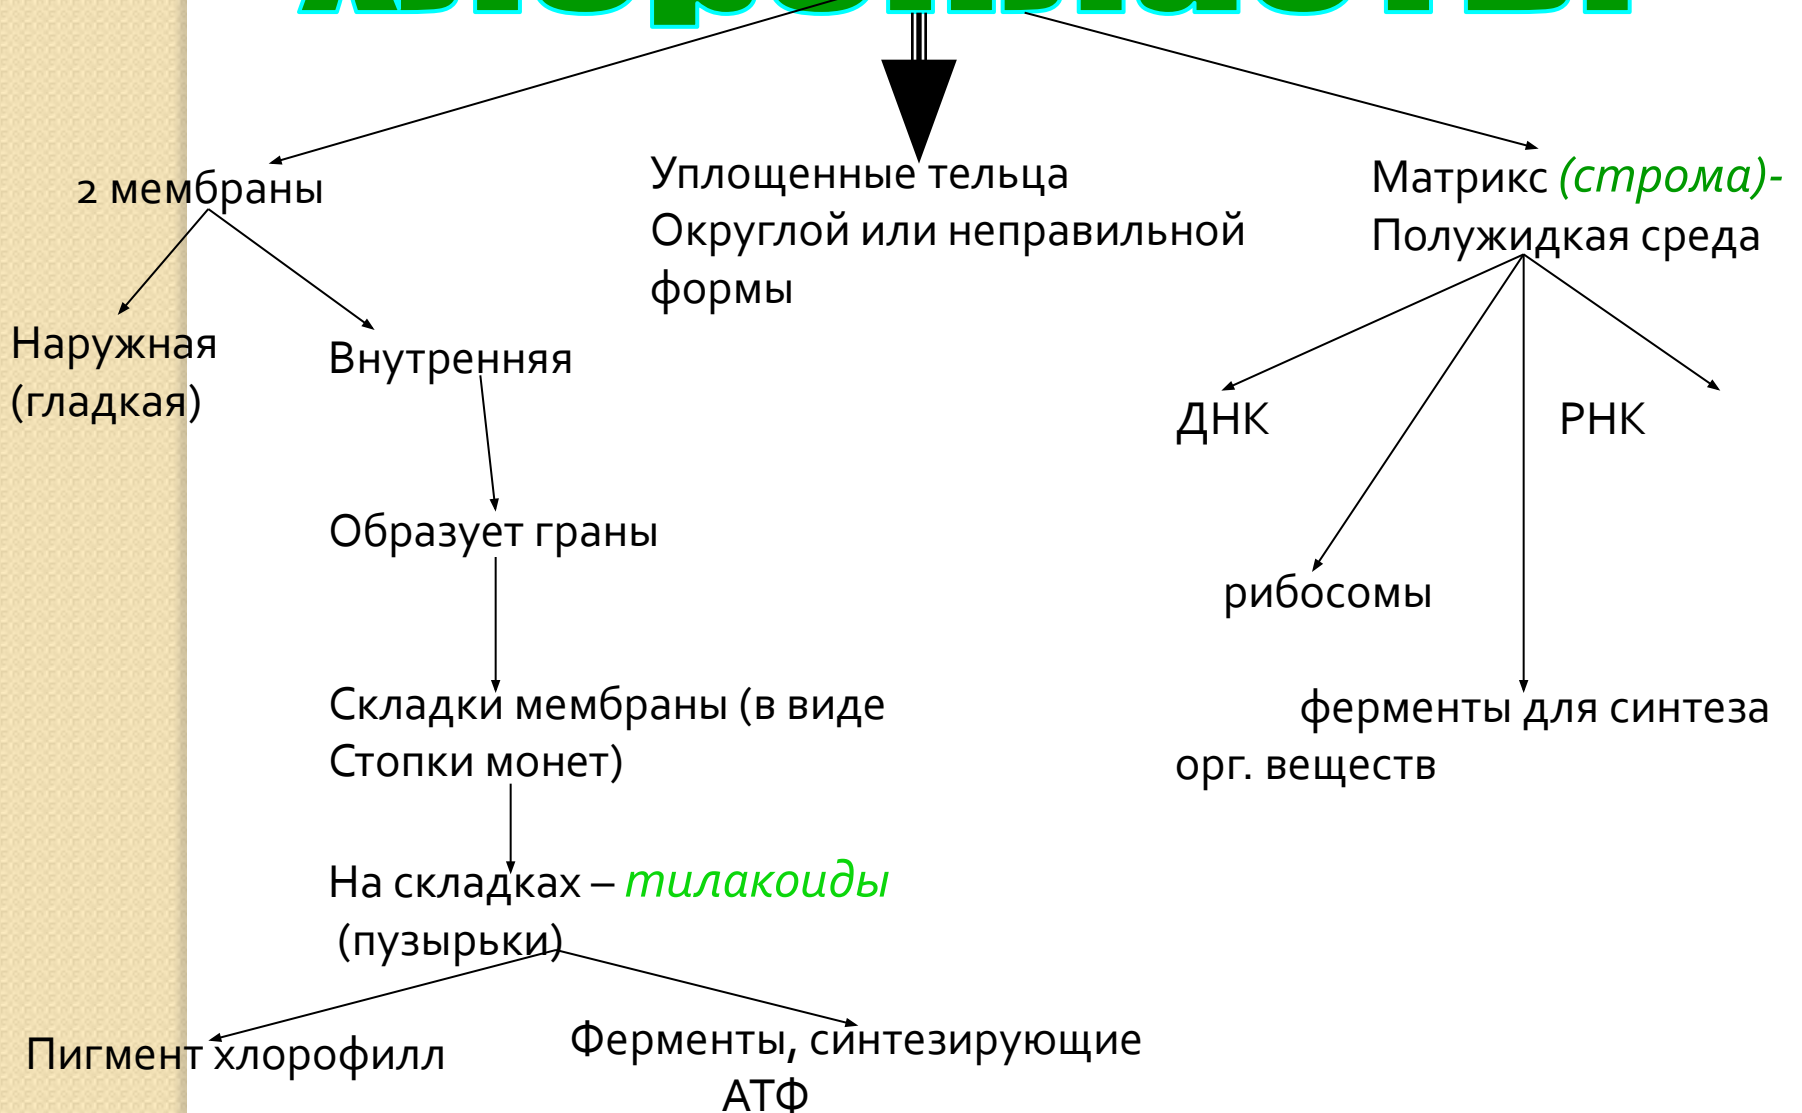 Хлоропласты
2 мембраны
Уплощенные тельца
Округлой или неправильной
формы
Матрикс (строма)-
Полужидкая среда
Наружная
(гладкая)
Внутренняя
ДНК
РНК
Образует граны
рибосомы
Складки мембраны (в виде
Стопки монет)
ферменты для синтеза
орг. веществ
На складках – тилакоиды
(пузырьки)
Пигмент хлорофилл
Ферменты, синтезирующие
АТФ